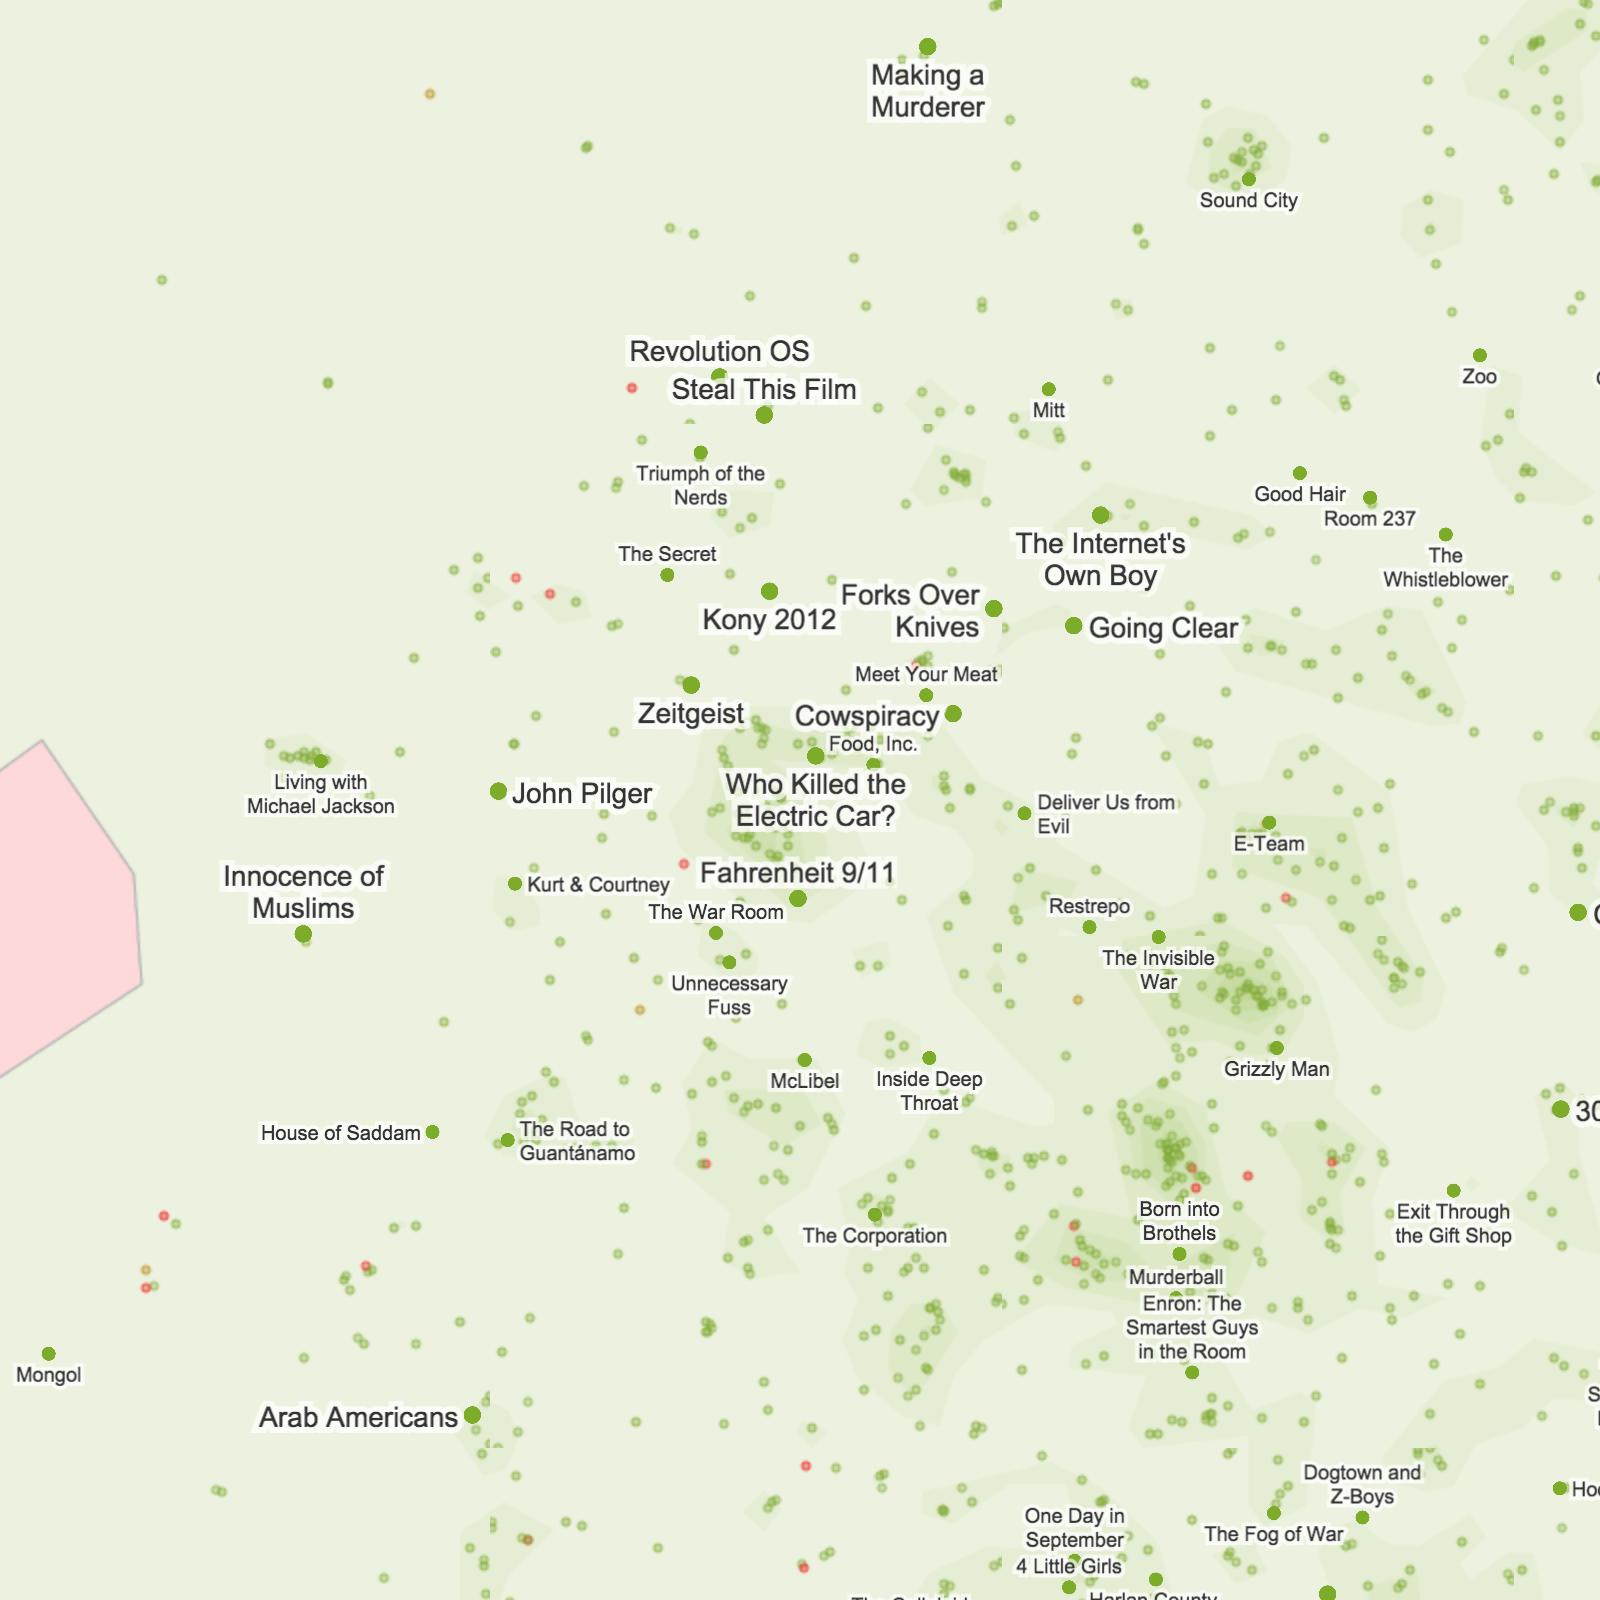 Making a
Murderer
Sound City
Revolution OS
Steal This Film
Zoo
Mitt
Triumph of the
Nerds
Good Hair
Room 237
The Internet's
Own Boy
The
Whistleblower
The Secret
Kony 2012
Forks Over
Knives
Going Clear
Meet Your Meat
Zeitgeist
Cowspiracy
Food, Inc.
Living with
Michael Jackson
John Pilger
Who Killed the
Electric Car?
Deliver Us from
Evil
E-Team
Innocence of
Muslims
Kurt & Courtney
Fahrenheit 9/11
The War Room
Restrepo
The Invisible
War
Unnecessary
Fuss
Grizzly Man
McLibel
Inside Deep
Throat
30
House of Saddam
The Road to
Guantánamo
The Corporation
Born into
Brothels
Exit Through
the Gift Shop
Murderball
Enron: The
Smartest Guys
in the Room
Mongol
Arab Americans
Dogtown and
Z-Boys
One Day in
September
The Fog of War
4 Little Girls
Harlan County